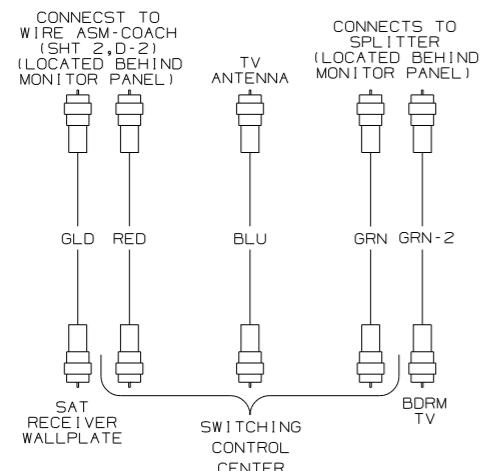 CONNECST TO
WIRE ASM-COACH
(SHT 2,D-2)
(LOCATED BEHIND
MONITOR PANEL)
TV
ANTENNA
CONNECTS TO
SPLITTER
(LOCATED BEHIND
MONITOR PANEL)
GLD RED BLU GRN GRN-2
SAT
RECEIVER
WALLPLATE
SWITCHING
CONTROL
CENTER
BDRM
TV